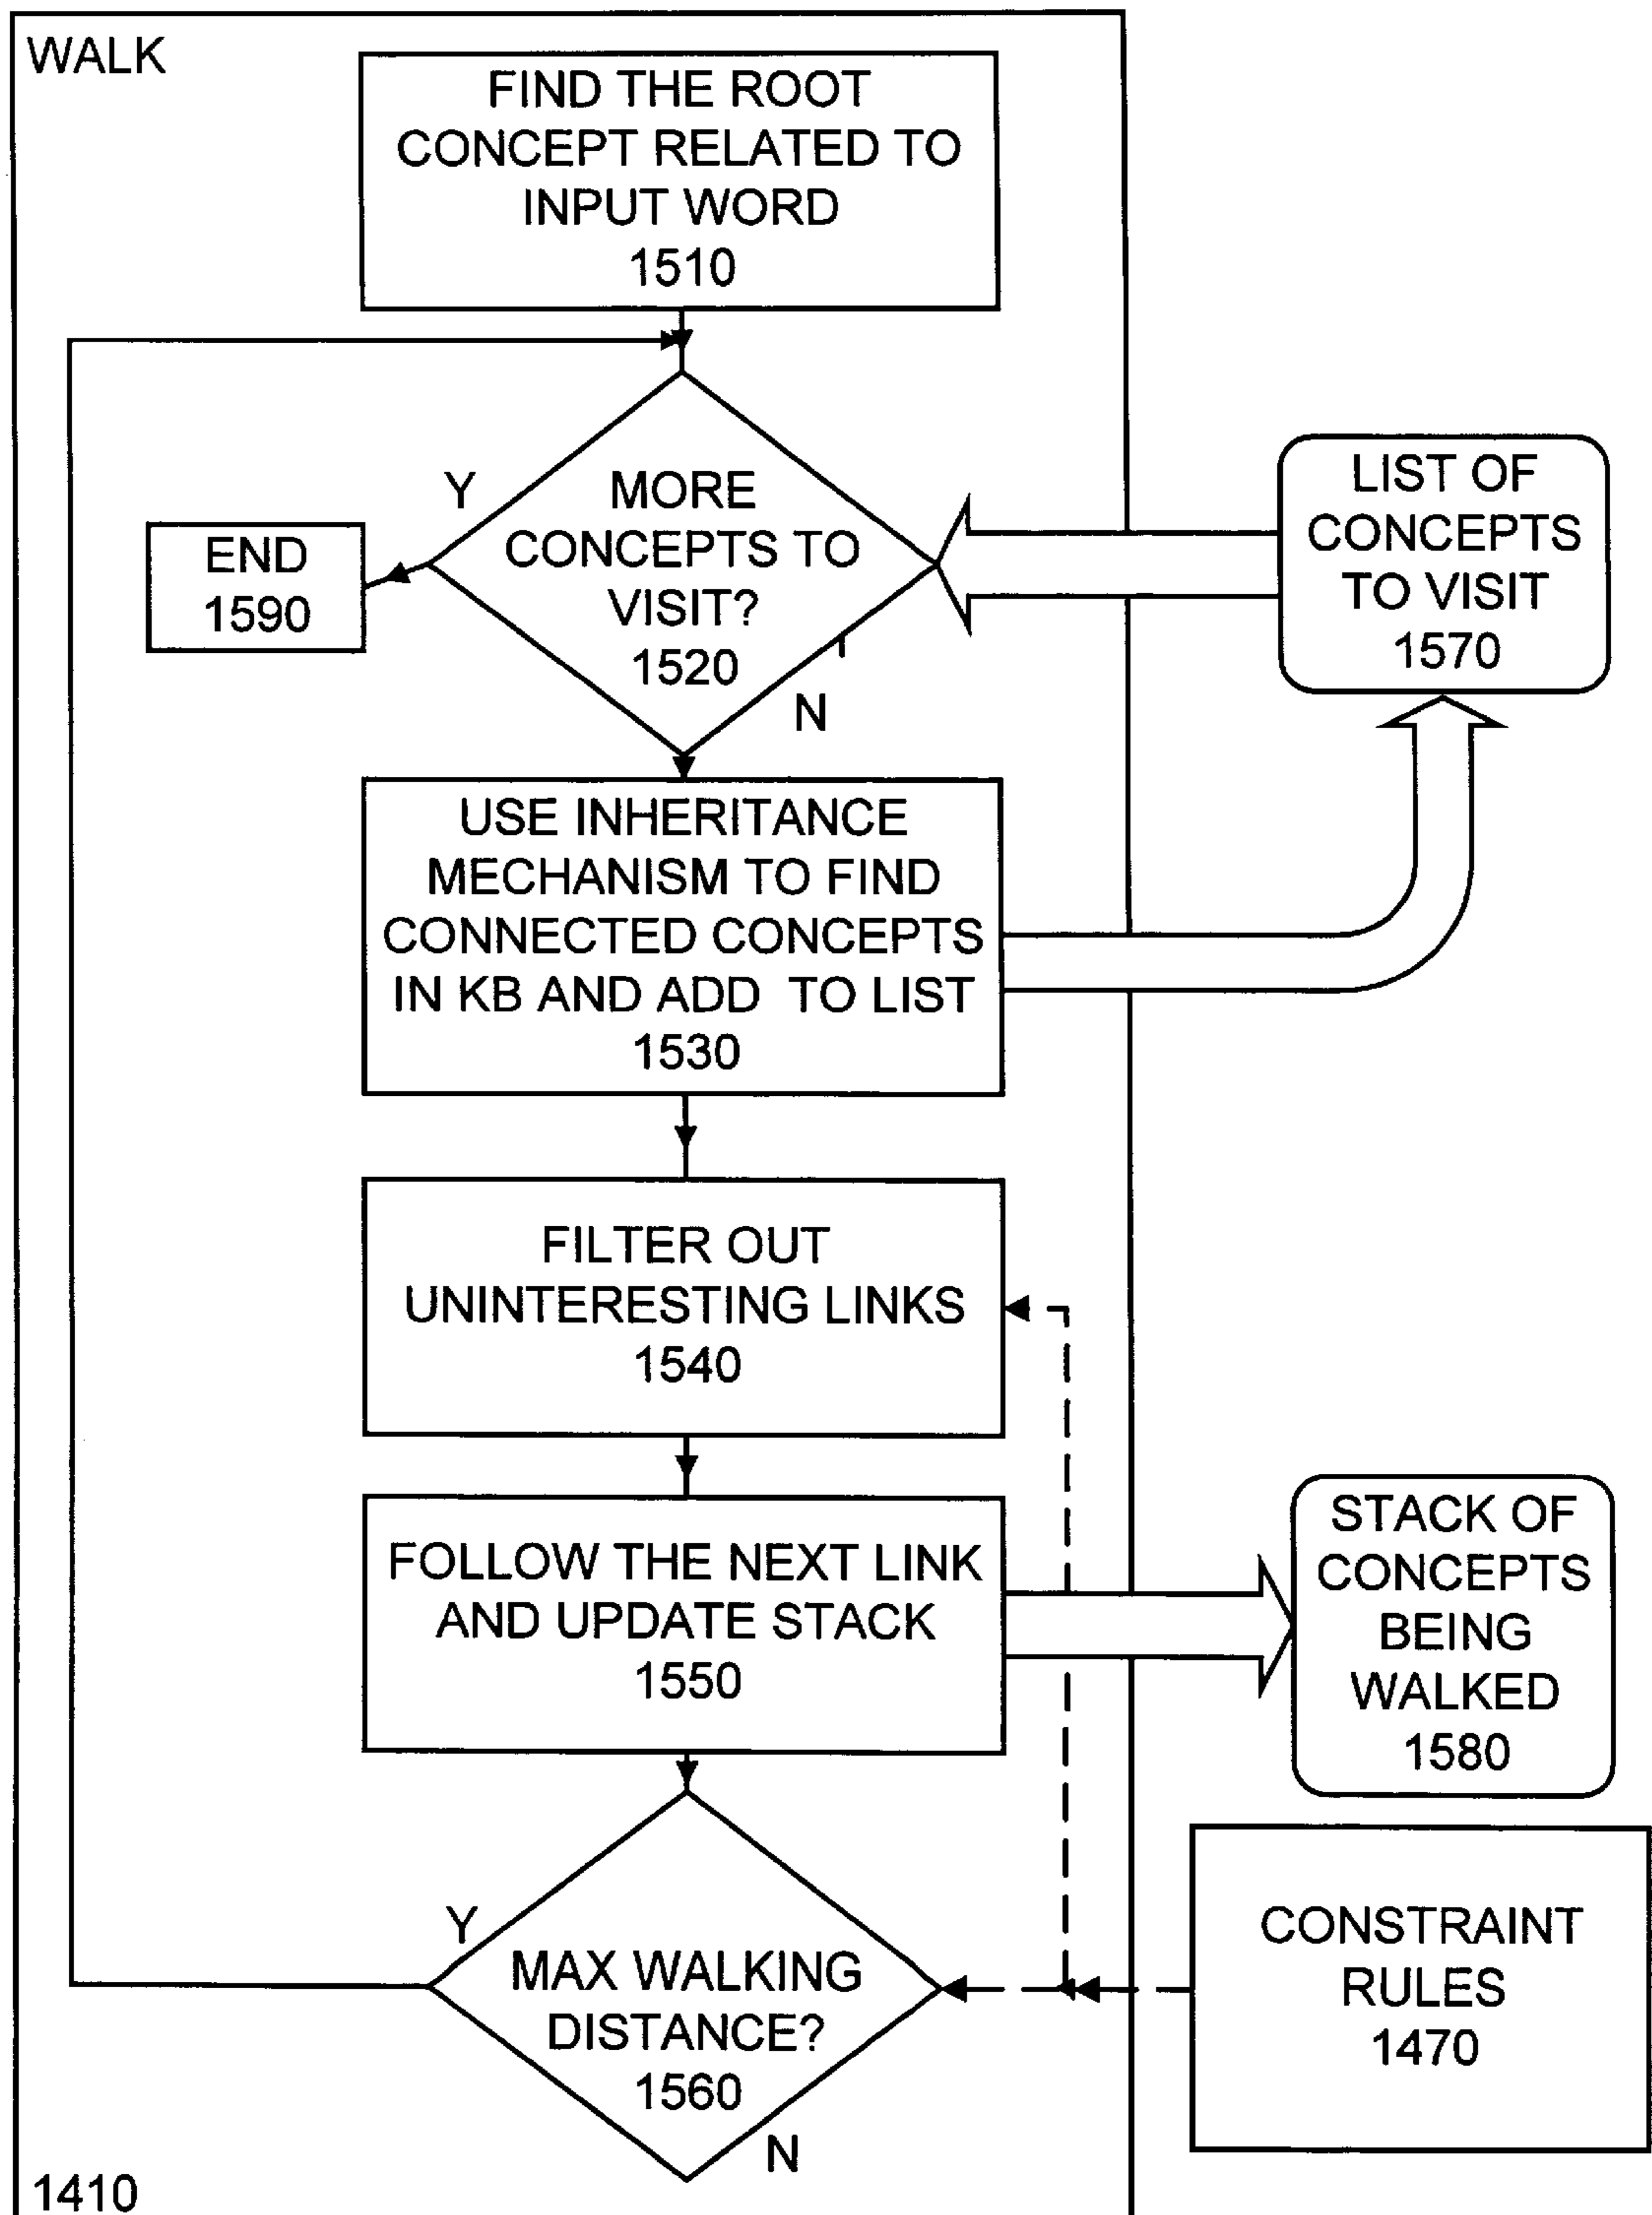 WALK
FIND THE ROOT
CONCEPT RELATED TO
INPUT WORD
1510
Y
MORE
CONCEPTS TO
VISIT?
1520
N
END
1590
LIST OF
CONCEPTS
TO VISIT
1570
USE INHERITANCE
MECHANISM TO FIND
CONNECTED CONCEPTS
IN KB AND ADD TO LIST
1530
FILTER OUT
UNINTERESTING LINKS
1540
FOLLOW THE NEXT LINK
AND UPDATE STACK
1550
STACK OF
CONCEPTS
BEING
WALKED
1580
Y
MAX WALKING
DISTANCE?
1560
N
CONSTRAINT
RULES
1470
1410